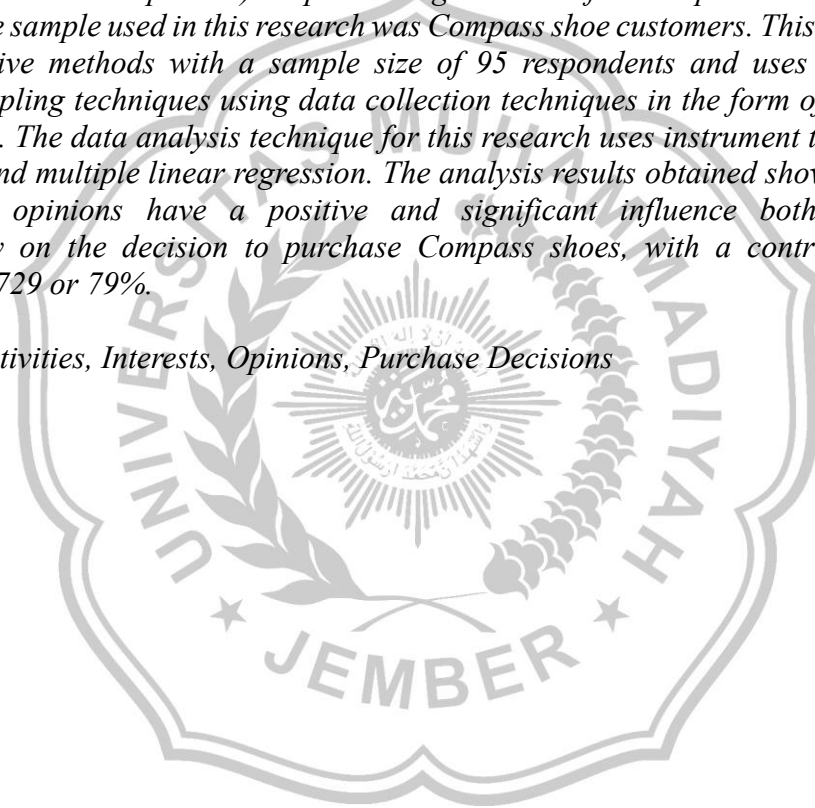 e sample used in this research was Compass shoe customers. This
ive methods with a sample size of 95 respondents and uses
pling techniques using data collection techniques in the form of
. The data analysis technique for this research uses instrument t
nd multiple linear regression. The analysis results obtained show
opinions have a positive and significant influence both
y on the decision to purchase Compass shoes, with a contr
729 or 79%.
tivities, Interests, Opinions, Purchase Decisions
UNIVERSITAS MUHAMMADIYAH
JEMBER